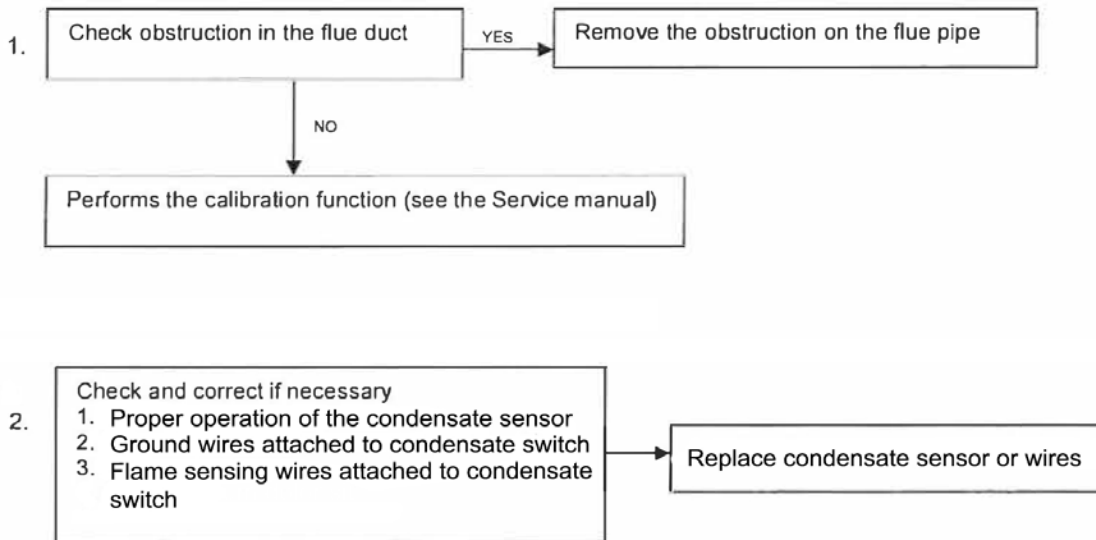 1.
Check obstruction in the flue duct
YES
Remove the obstruction on the flue pipe
NO
Performs the calibration function (see the Service manual)
2.
Check and correct if necessary
1. Proper operation of the condensate sensor
2. Ground wires attached to condensate switch
3. Flame sensing wires attached to condensate
switch
Replace condensate sensor or wires